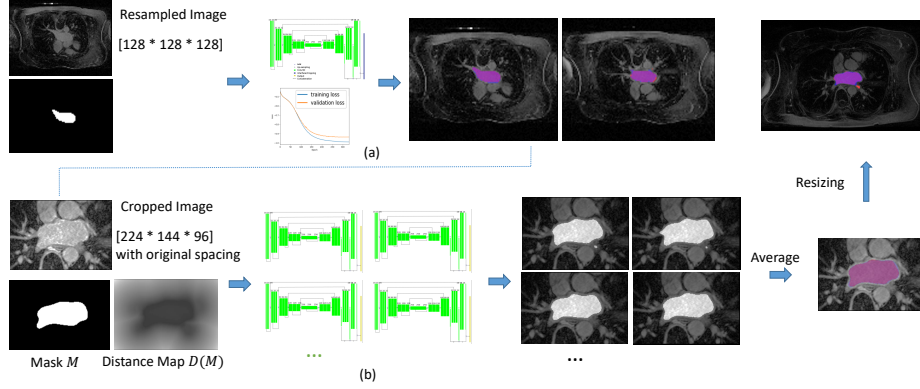 Resampled Image
[128 * 128 * 128]
training loss
validation loss
(a)
Cropped Image
[224 * 144 * 96]
with original spacing
Resizing
Average
Mask M
Distance Map D(M)
...
(b)
...